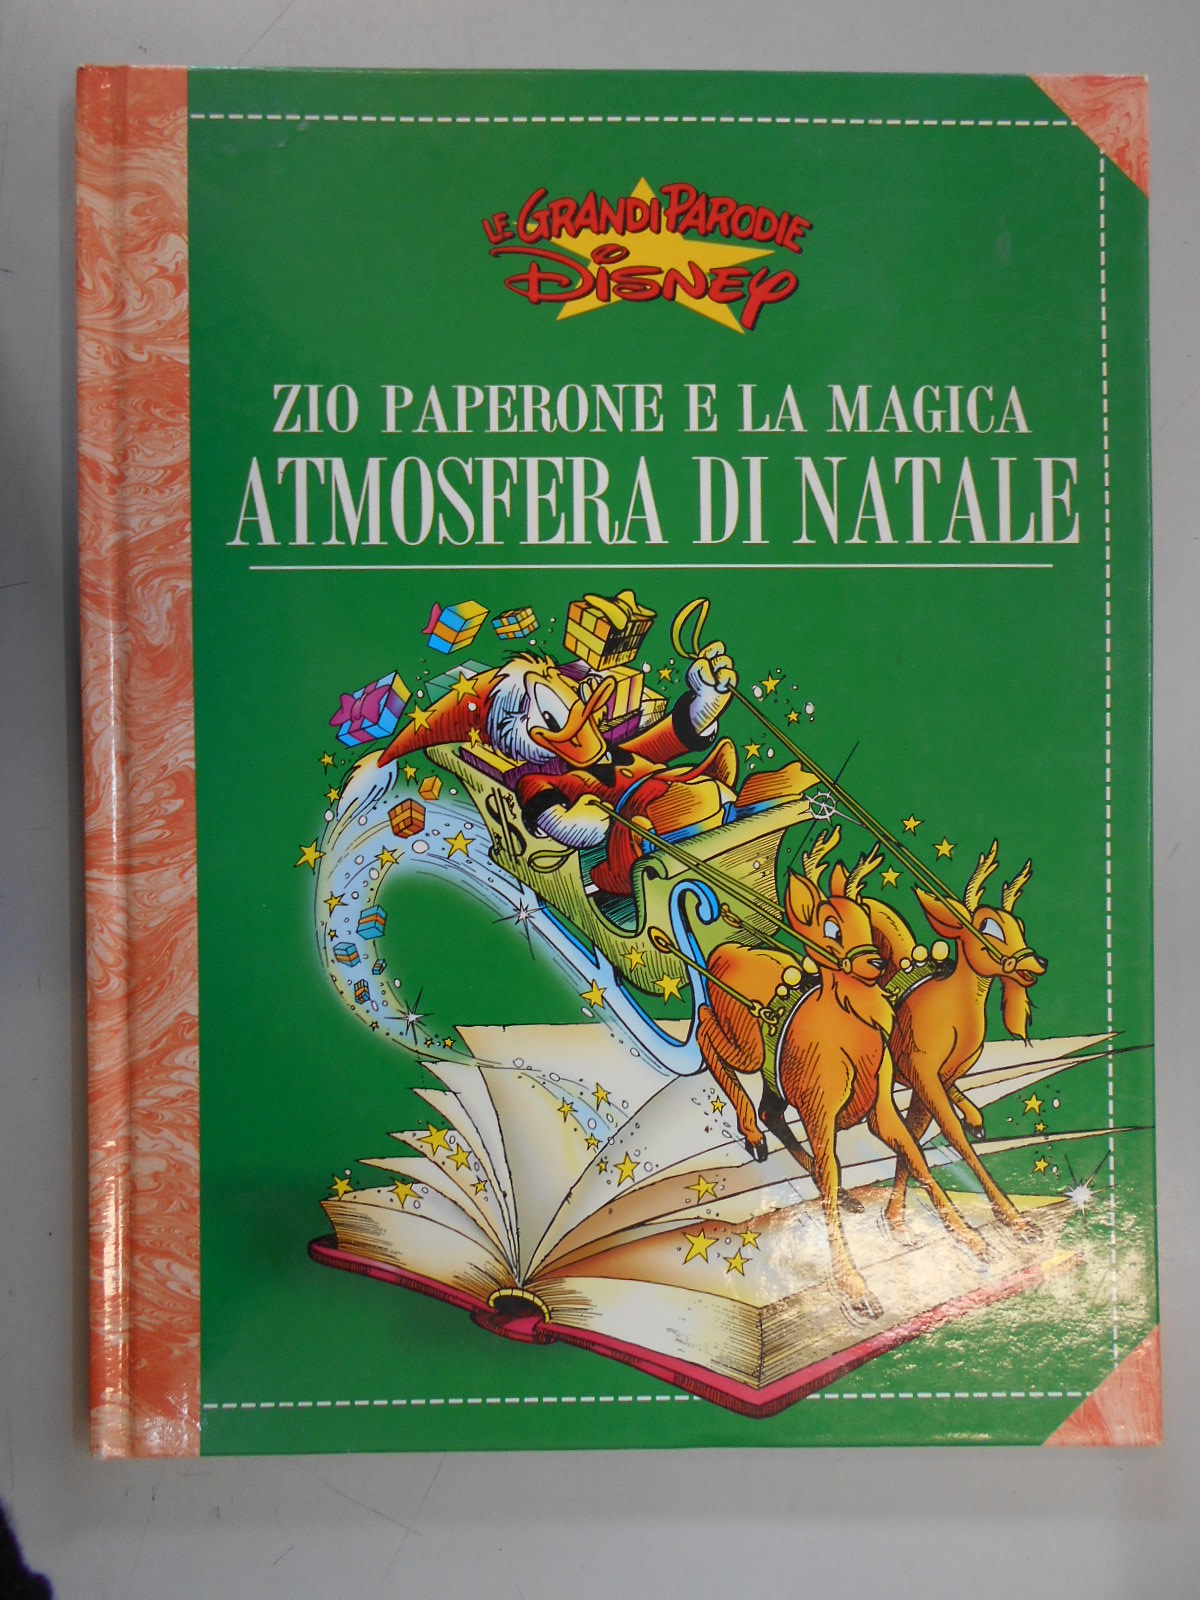 LE GRANDI PARODIE
DISNEY
ZIO PAPERONE E LA MAGICA
ATMOSFERA DI NATALE
$